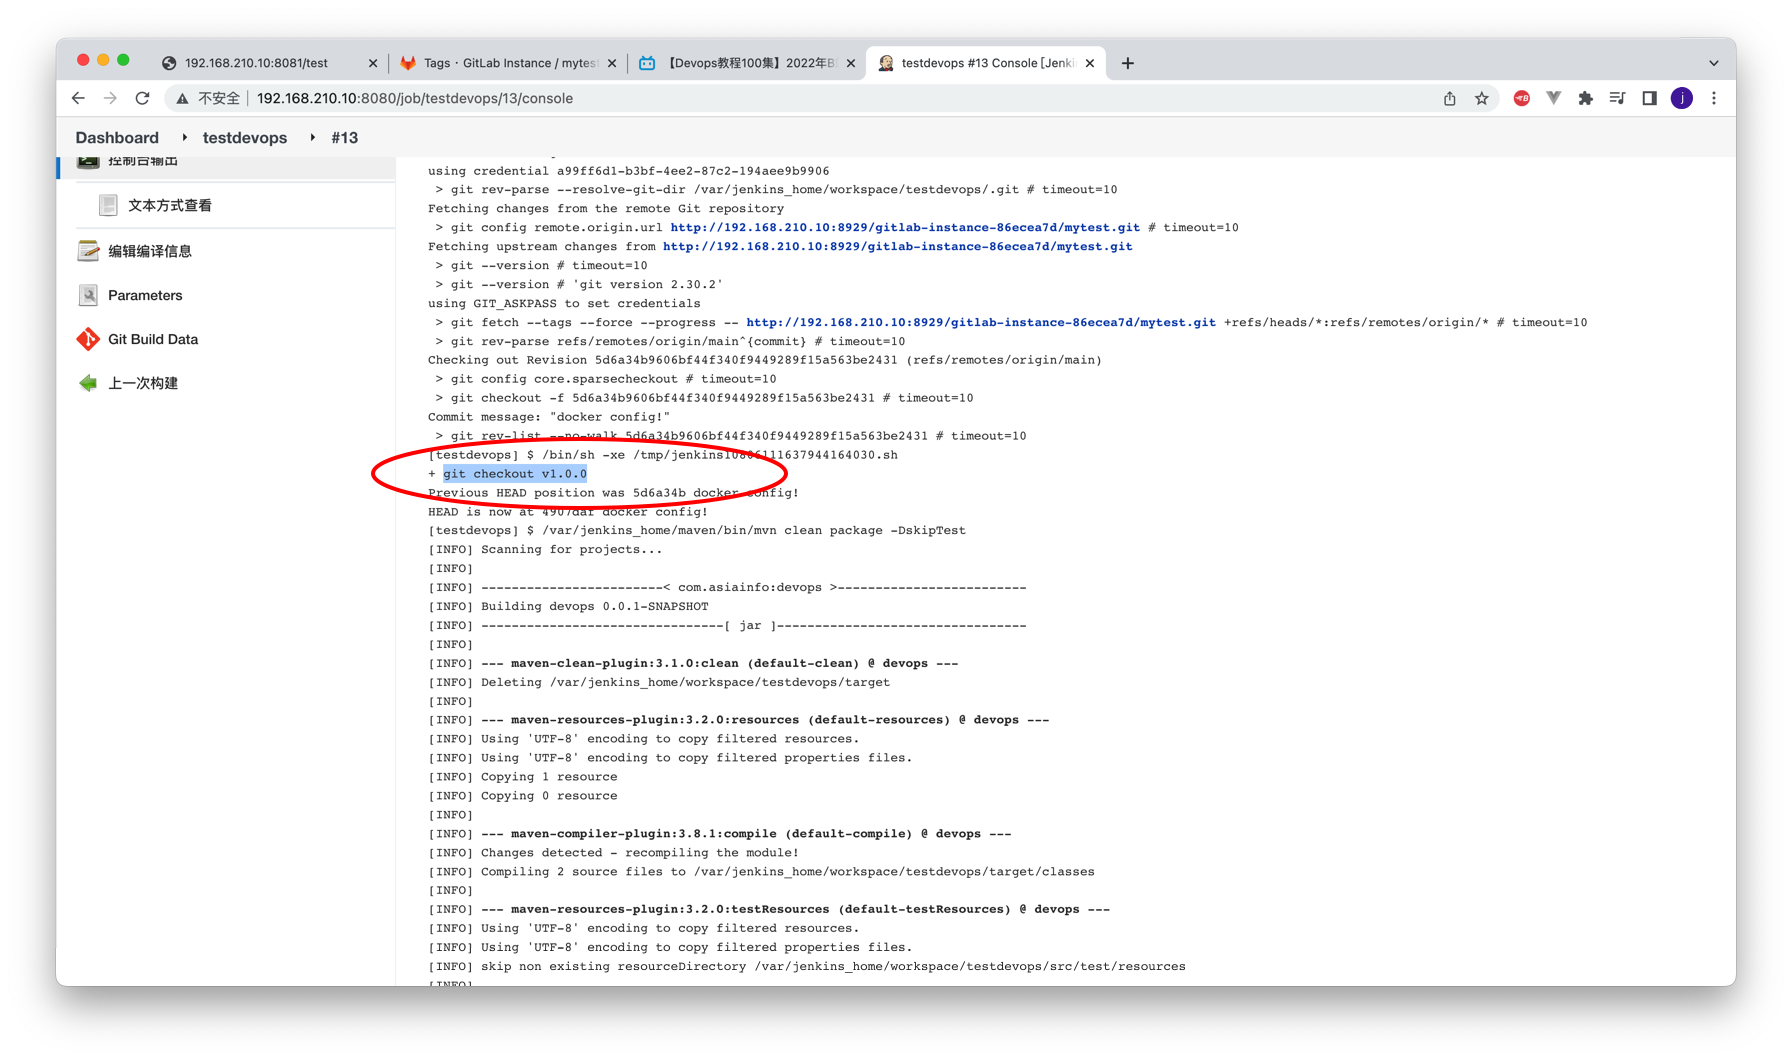 192.168.210.10:8081/test
Tags · GitLab Instance / mytest
【Devops教程100集】2022年B
testdevops #13 Console [Jenki
不安全
192.168.210.10:8080/job/testdevops/13/console
j
Dashboard
testdevops
#13
控制台输出
文本方式查看
编辑编译信息
Parameters
Git Build Data
上一次构建
using credential a99ff6d1-b3bf-4ee2-87c2-194aee9b9906
> git rev-parse --resolve-git-dir /var/jenkins_home/workspace/testdevops/.git # timeout=10
Fetching changes from the remote Git repository
> git config remote.origin.url http://192.168.210.10:8929/gitlab-instance-86ecea7d/mytest.git # timeout=10
Fetching upstream changes from http://192.168.210.10:8929/gitlab-instance-86ecea7d/mytest.git
> git --version # timeout=10
> git --version # 'git version 2.30.2'
using GIT_ASKPASS to set credentials
> git fetch --tags --force --progress -- http://192.168.210.10:8929/gitlab-instance-86ecea7d/mytest.git +refs/heads/*:refs/remotes/origin/* # timeout=10
> git rev-parse refs/remotes/origin/main^{commit} # timeout=10
Checking out Revision 5d6a34b9606bf44f340f9449289f15a563be2431 (refs/remotes/origin/main)
> git config core.sparsecheckout # timeout=10
> git checkout -f 5d6a34b9606bf44f340f9449289f15a563be2431 # timeout=10
Commit message: "docker config!"
> git rev-list --no-walk 5d6a34b9606bf44f340f9449289f15a563be2431 # timeout=10
[testdevops] $ /bin/sh -xe /tmp/jenkins10806111637944164030.sh
+ git checkout v1.0.0
Previous HEAD position was 5d6a34b docker config!
HEAD is now at 4907daf docker config!
[testdevops] $ /var/jenkins_home/maven/bin/mvn clean package -DskipTest
[INFO] Scanning for projects...
[INFO]
[INFO] ------------------------< com.asiainfo:devops >-------------------------
[INFO] Building devops 0.0.1-SNAPSHOT
[INFO] --------------------------------[ jar ]---------------------------------
[INFO]
[INFO] --- maven-clean-plugin:3.1.0:clean (default-clean) @ devops ---
[INFO] Deleting /var/jenkins_home/workspace/testdevops/target
[INFO]
[INFO] --- maven-resources-plugin:3.2.0:resources (default-resources) @ devops ---
[INFO] Using 'UTF-8' encoding to copy filtered resources.
[INFO] Using 'UTF-8' encoding to copy filtered properties files.
[INFO] Copying 1 resource
[INFO] Copying 0 resource
[INFO]
[INFO] --- maven-compiler-plugin:3.8.1:compile (default-compile) @ devops ---
[INFO] Changes detected - recompiling the module!
[INFO] Compiling 2 source files to /var/jenkins_home/workspace/testdevops/target/classes
[INFO]
[INFO] --- maven-resources-plugin:3.2.0:testResources (default-testResources) @ devops ---
[INFO] Using 'UTF-8' encoding to copy filtered resources.
[INFO] Using 'UTF-8' encoding to copy filtered properties files.
[INFO] skip non existing resourceDirectory /var/jenkins_home/workspace/testdevops/src/test/resources
[INFO]